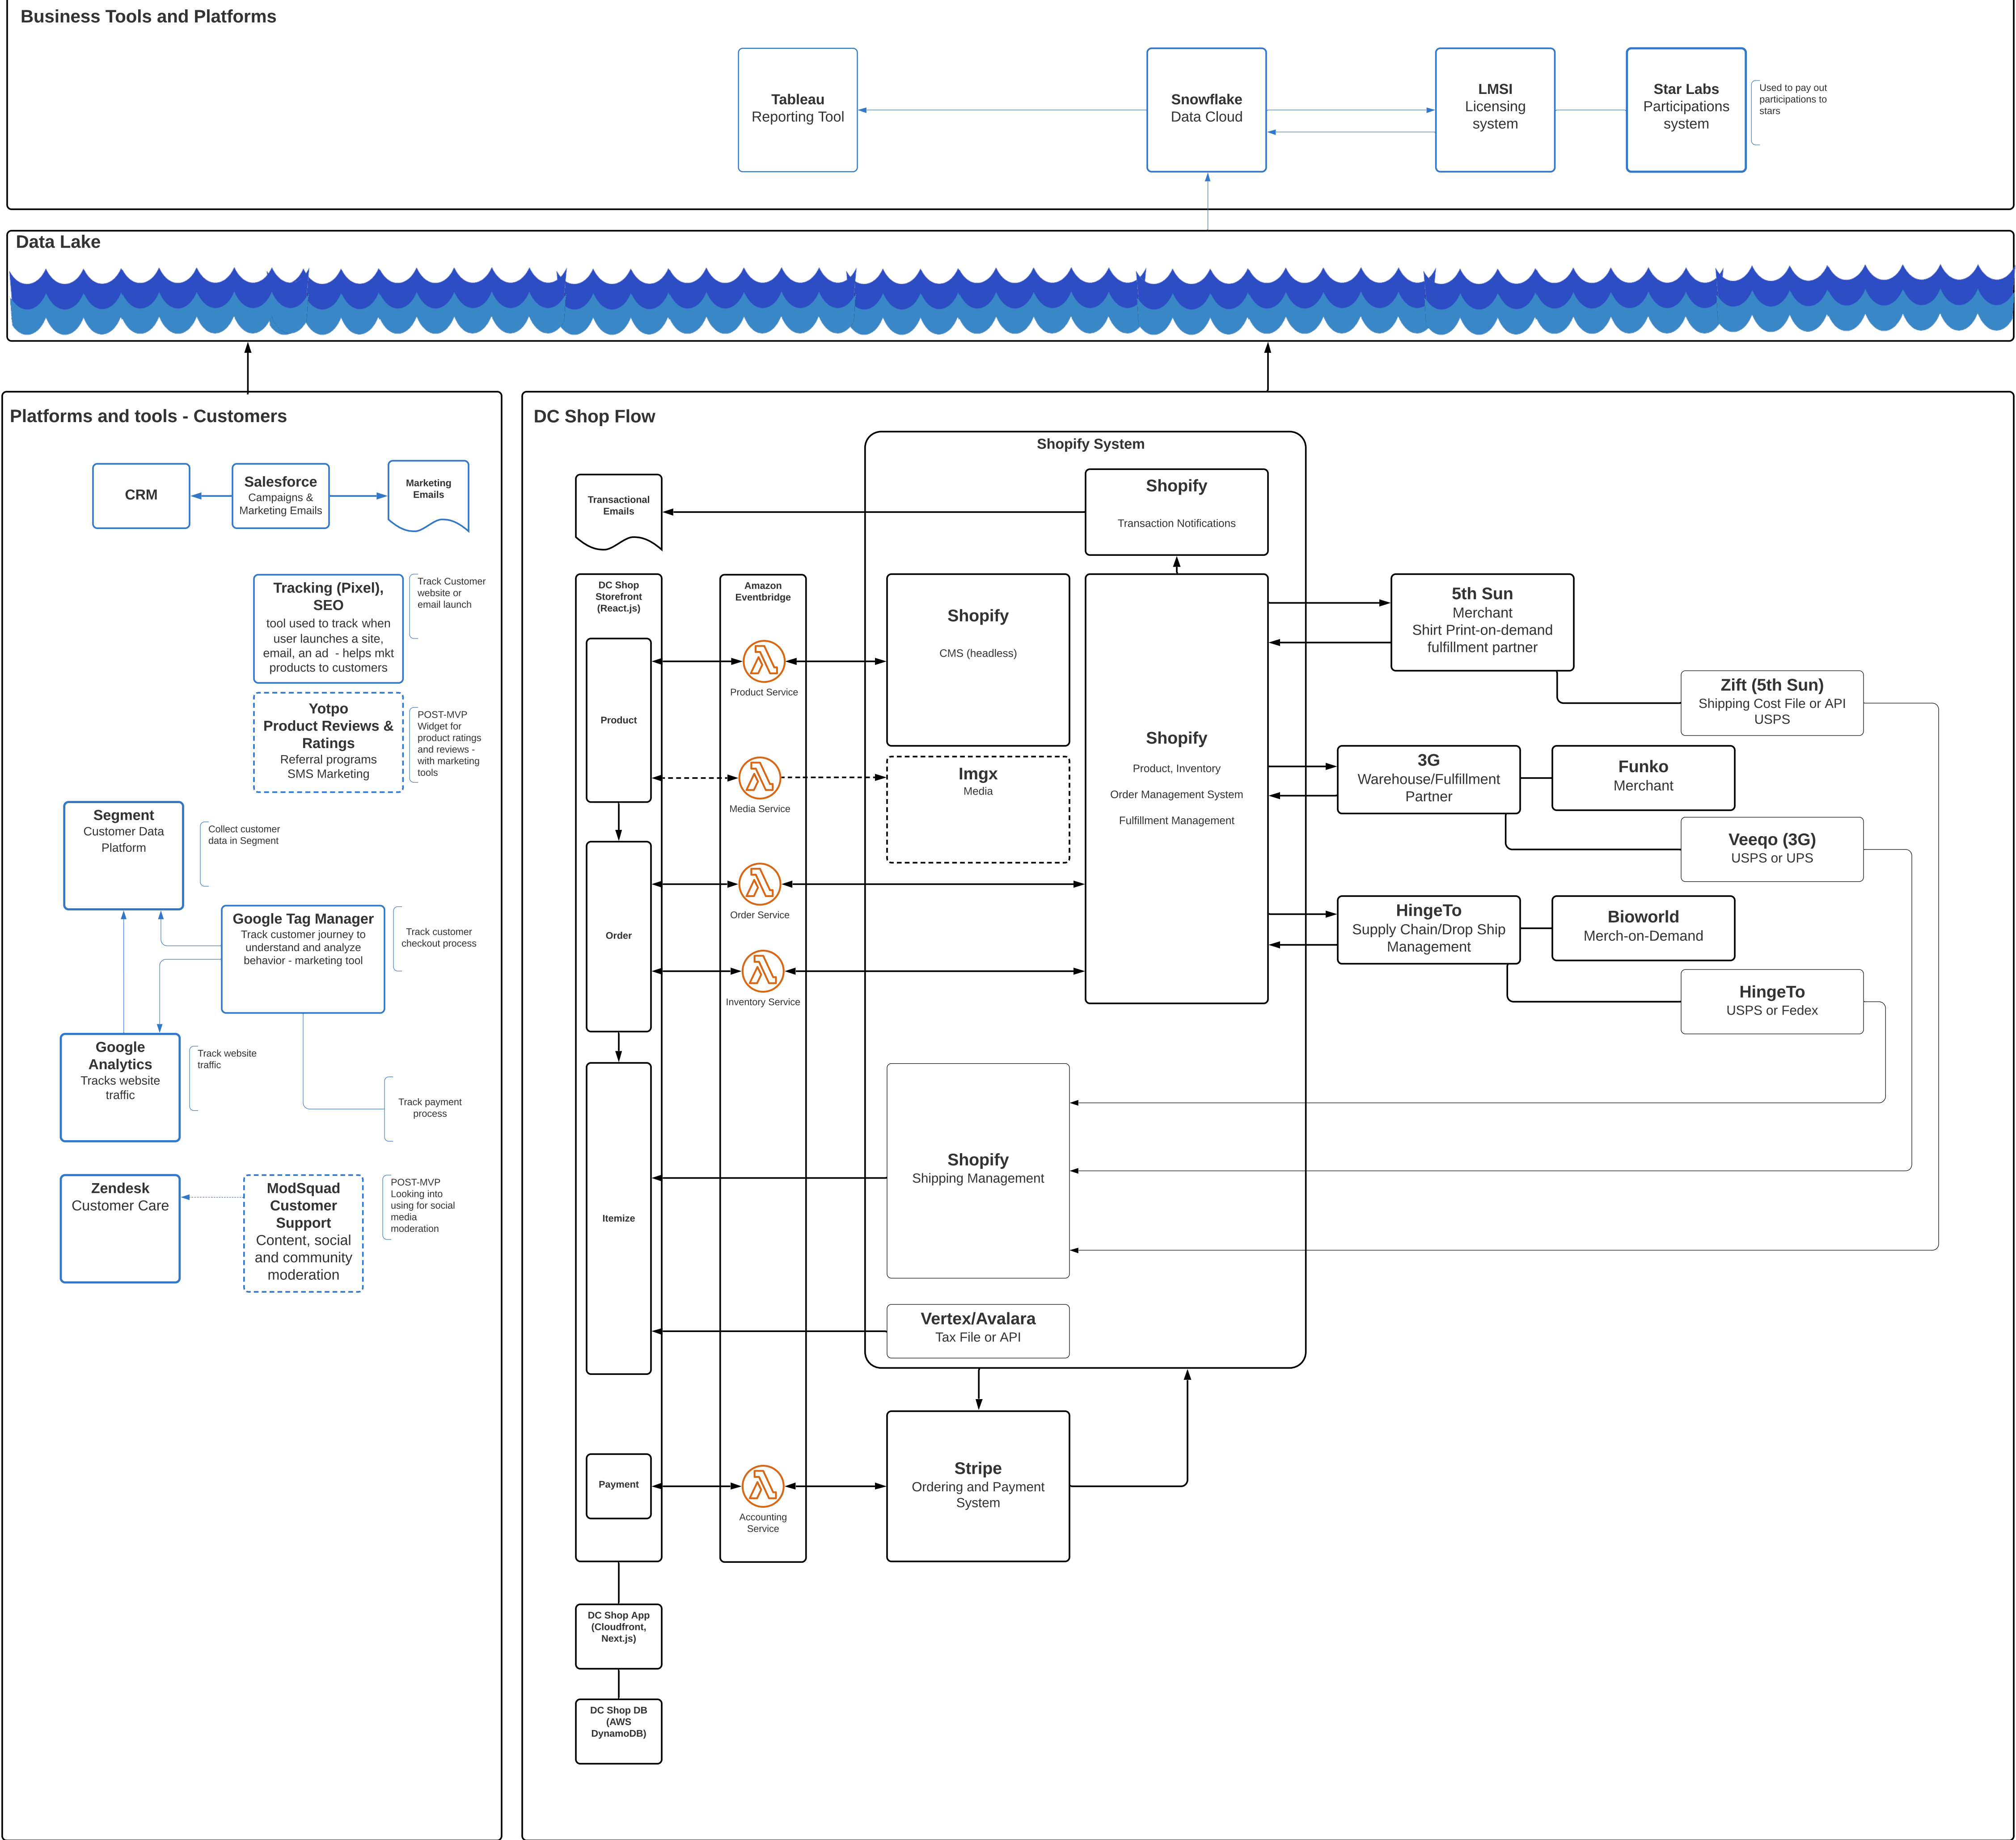 Business Tools and Platforms
Tableau
Reporting Tool
Snowflake
Data Cloud
LMSI
Licensing
system
Star Labs
Participations
system
Used to pay out
participations to
stars
Data Lake
Platforms and tools - Customers
CRM
Salesforce
Campaigns &
Marketing Emails
Marketing
Emails
Tracking (Pixel),
SEO
tool used to track when
user launches a site,
email, an ad - helps mkt
products to customers
Track Customer
website or
email launch
Yotpo
Product Reviews &
Ratings
Referral programs
SMS Marketing
POST-MVP
Widget for
product ratings
and reviews -
with marketing
tools
Segment
Customer Data
Platform
Collect customer
data in Segment
Google Tag Manager
Track customer journey to
understand and analyze
behavior - marketing tool
Track customer
checkout process
Google
Analytics
Tracks website
traffic
Track website
traffic
Track payment
process
Zendesk
Customer Care
ModSquad
Customer
Support
Content, social
and community
moderation
POST-MVP
Looking into
using for social
media
moderation
DC Shop Flow
Shopify System
Transactional
Emails
Shopify
Transaction Notifications
DC Shop
Storefront
(React.js)
Amazon
Eventbridge
Product
Product Service
Media Service
Shopify
CMS (headless)
Imgx
Media
Shopify
Product, Inventory
Order Management System
Fulfillment Management
5th Sun
Merchant
Shirt Print-on-demand
fulfillment partner
Zift (5th Sun)
Shipping Cost File or API
USPS
3G
Warehouse/Fulfillment
Partner
Funko
Merchant
Veeqo (3G)
USPS or UPS
HingeTo
Supply Chain/Drop Ship
Management
Bioworld
Merch-on-Demand
HingeTo
USPS or Fedex
Order
Order Service
Inventory Service
Itemize
Shopify
Shipping Management
Vertex/Avalara
Tax File or API
Payment
Accounting
Service
Stripe
Ordering and Payment
System
DC Shop App
(Cloudfront,
Next.js)
DC Shop DB
(AWS
DynamoDB)